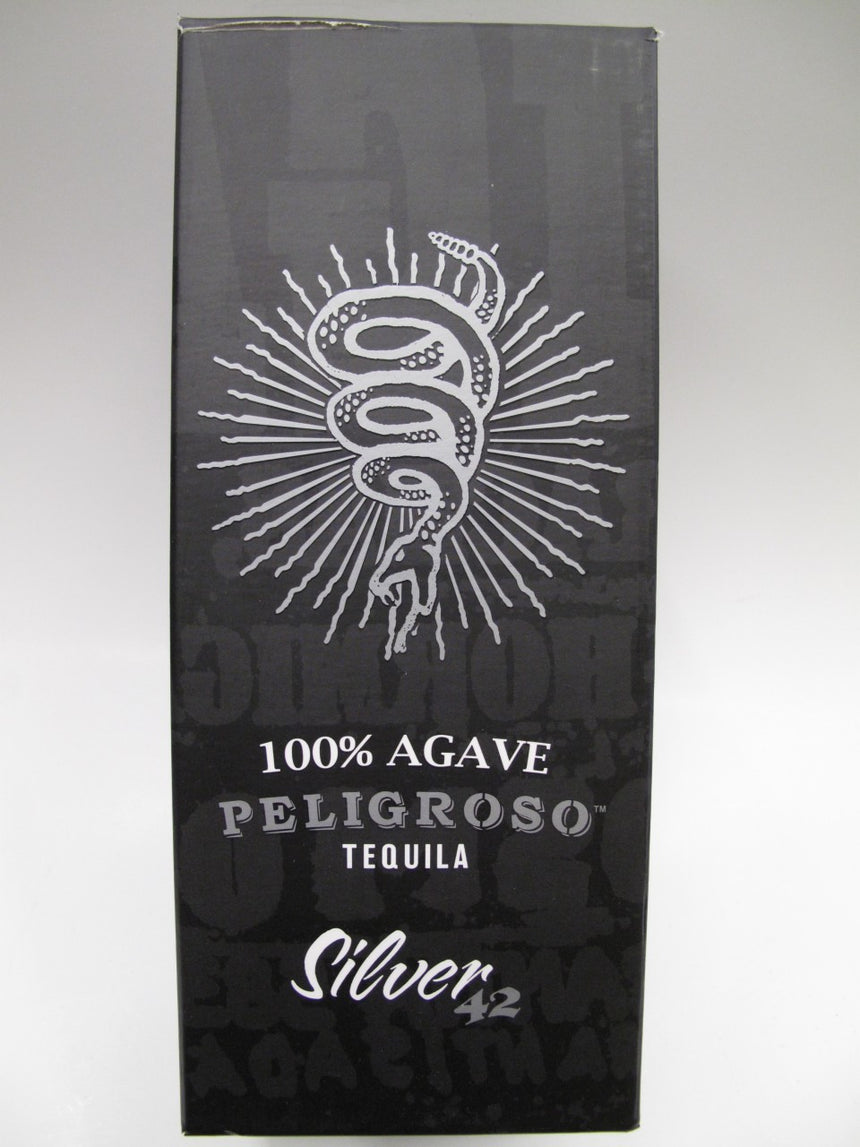 100% AGAVE
PELIGROSO™
TEQUILA
Silver
42